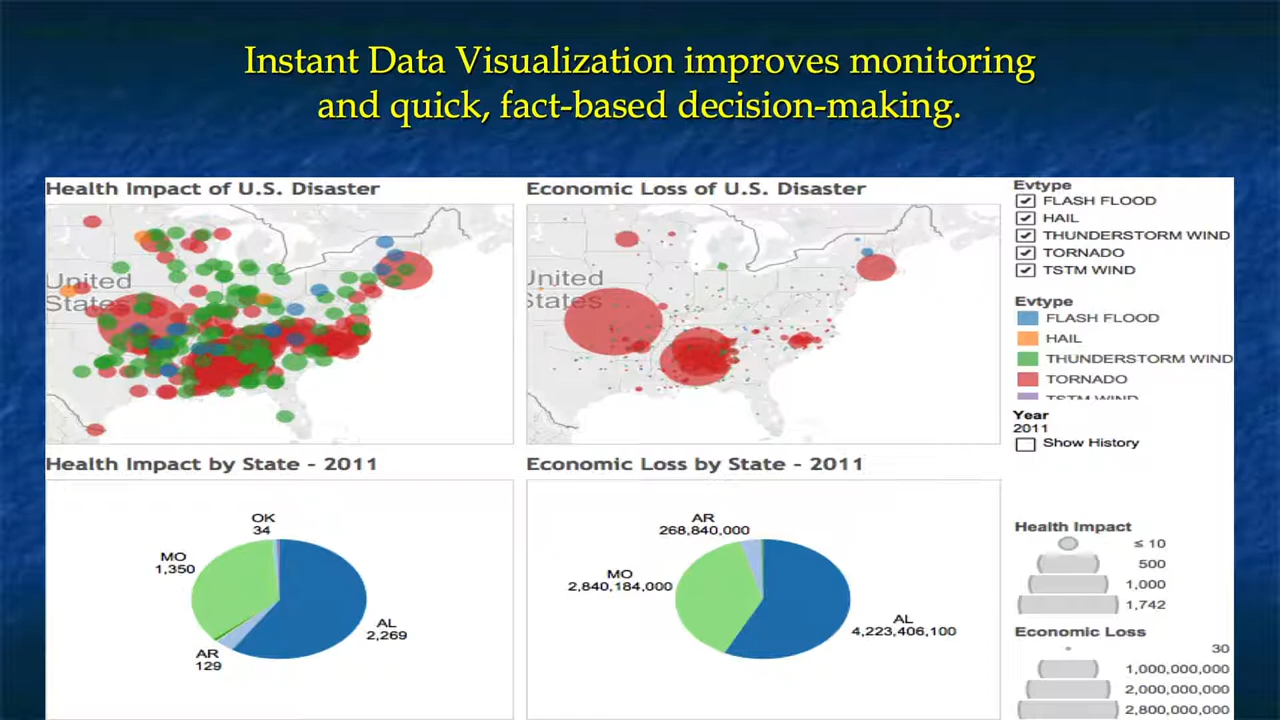 Instant Data Visualization improves monitoring
and quick, fact-based decision-making.
Health Impact of U.S. Disaster
United
States
Economic Loss of U.S. Disaster
United
States
Evtype
FLASH FLOOD
HAIL
THUNDERSTORM WIND
TORNADO
TSTM WIND
Evtype
FLASH FLOOD
HAIL
THUNDERSTORM WIND
TORNADO
TSTM WIND
Year
2011
Show History
Health Impact by State - 2011
OK
34
MO
1,350
AL
2,269
AR
129
Economic Loss by State - 2011
AR
268,840,000
MO
2,840,184,000
AL
4,223,406,100
Health Impact
≤ 10
500
1,000
1,742
Economic Loss
30
1,000,000,000
2,000,000,000
2,800,000,000